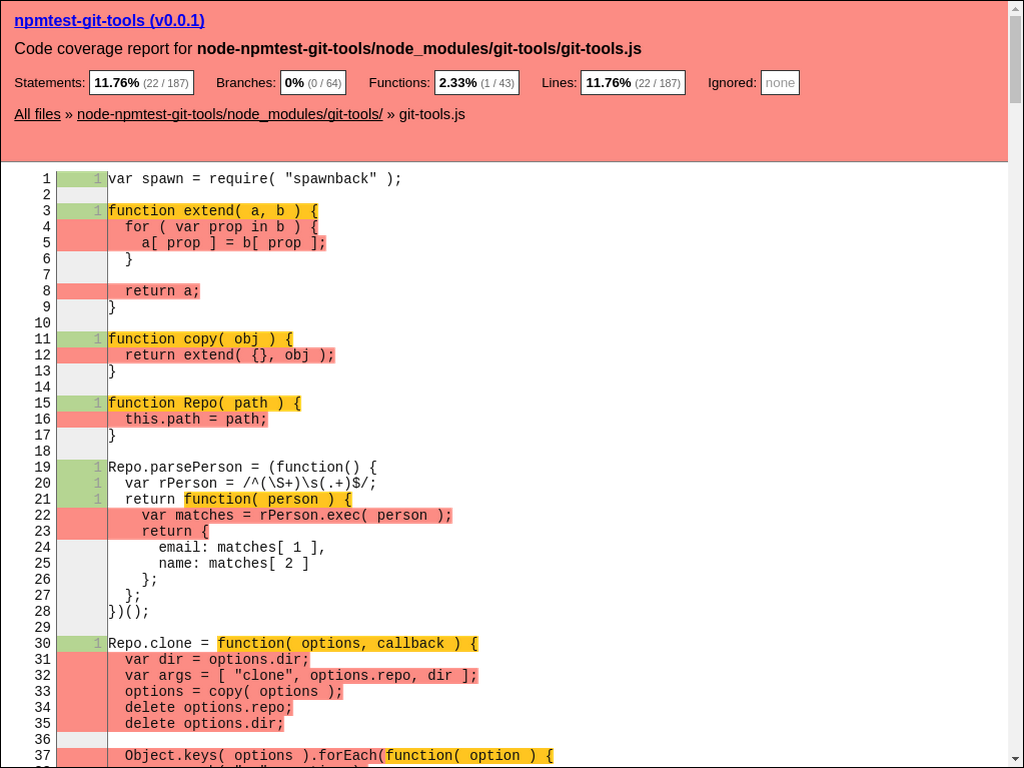 npmtest-git-tools (v0.0.1)
Code coverage report for node-npmtest-git-tools/node_modules/git-tools/git-tools.js
Statements: 11.76% (22 / 187) Branches: 0% (0 / 64) Functions: 2.33% (1 / 43) Lines: 11.76% (22 / 187) Ignored: none
All files » node-npmtest-git-tools/node_modules/git-tools/ » git-tools.js
1 1 var spawn = require( "spawnback" );
2
3 1 function extend( a, b ) {
4 for ( var prop in b ) {
5 a[ prop ] = b[ prop ];
6 }
7
8 return a;
9 }
10
11 1 function copy( obj ) {
12 return extend( {}, obj );
13 }
14
15 1 function Repo( path ) {
16 this.path = path;
17 }
18
19 1 Repo.parsePerson = (function() {
20 1 var rPerson = /^(\S+)\s(.+)$/;
21 1 return function( person ) {
22 var matches = rPerson.exec( person );
23 return {
24 email: matches[ 1 ],
25 name: matches[ 2 ]
26 };
27 };
28 })();
29
30 1 Repo.clone = function( options, callback ) {
31 var dir = options.dir;
32 var args = [ "clone", options.repo, dir ];
33 options = copy( options );
34 delete options.repo;
35 delete options.dir;
36
37 Object.keys( options ).forEach(function( option ) {